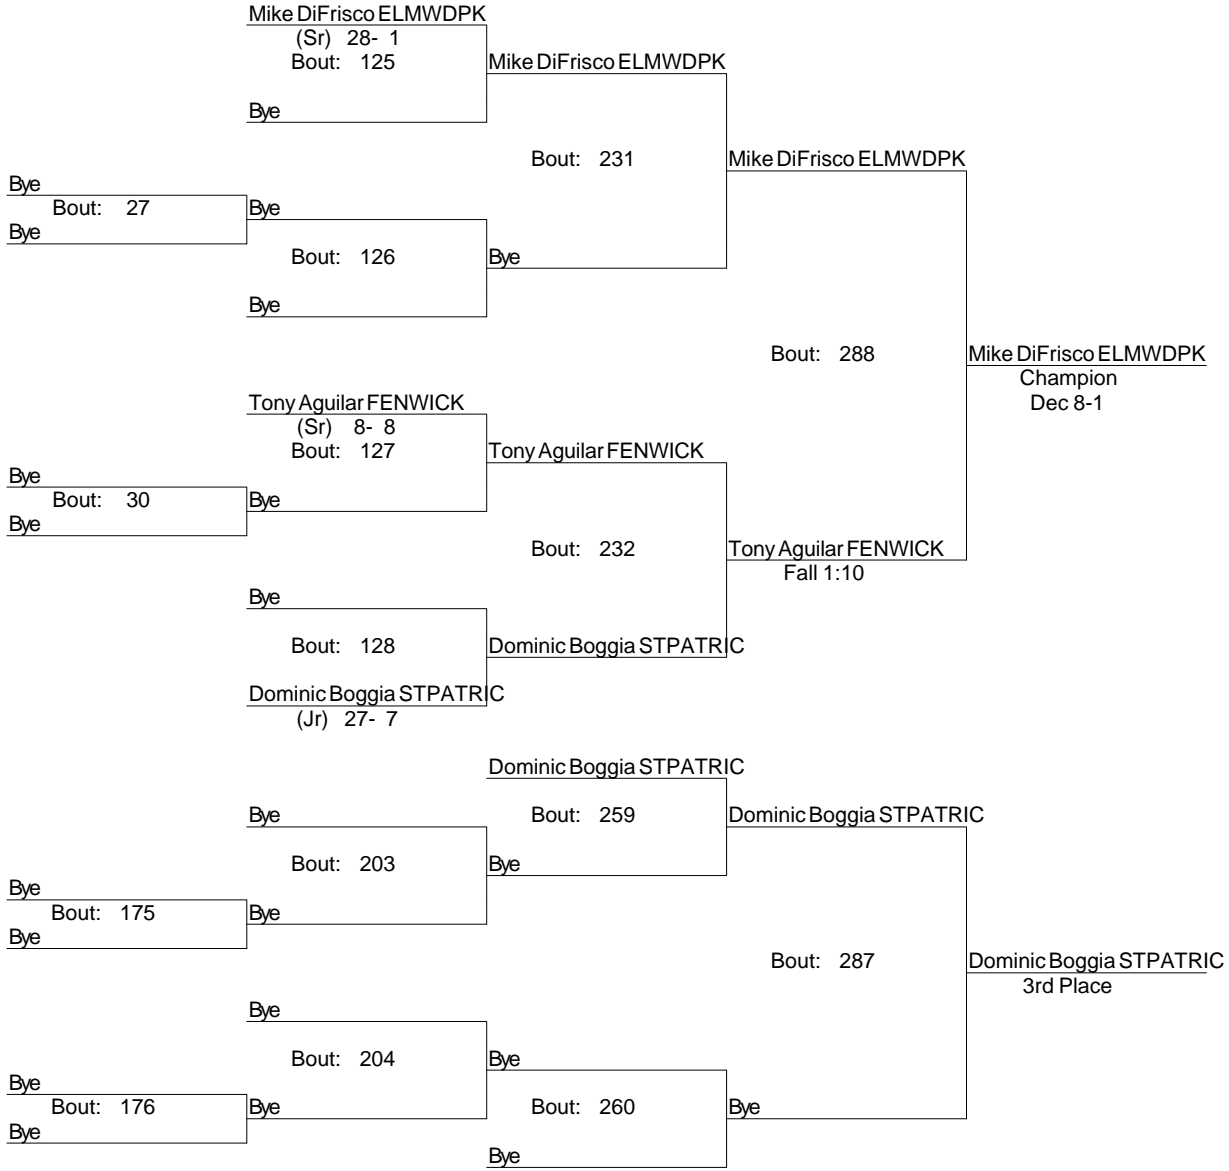 Mike DiFrisco ELMWDPK
(Sr) 28- 1
Bout: 125
Mike DiFrisco ELMWDPK
Bye
Bout: 231
Mike DiFrisco ELMWDPK
Bye
Bout: 27
Bye
Bye
Bout: 126
Bye
Bye
Bout: 288
Mike DiFrisco ELMWDPK
Champion
Dec 8-1
Tony Aguilar FENWICK
(Sr) 8- 8
Bout: 127
Tony Aguilar FENWICK
Bye
Bout: 30
Bye
Bye
Bout: 232
Tony Aguilar FENWICK
Fall 1:10
Bye
Bout: 128
Dominic Boggia STPATRIC
Dominic Boggia STPATRIC
(Jr) 27- 7
Dominic Boggia STPATRIC
Bye
Bout: 259
Dominic Boggia STPATRIC
Bout: 203
Bye
Bye
Bout: 175
Bye
Bye
Bout: 287
Dominic Boggia STPATRIC
3rd Place
Bye
Bout: 204
Bye
Bye
Bout: 176
Bye
Bout: 260
Bye
Bye
Bye